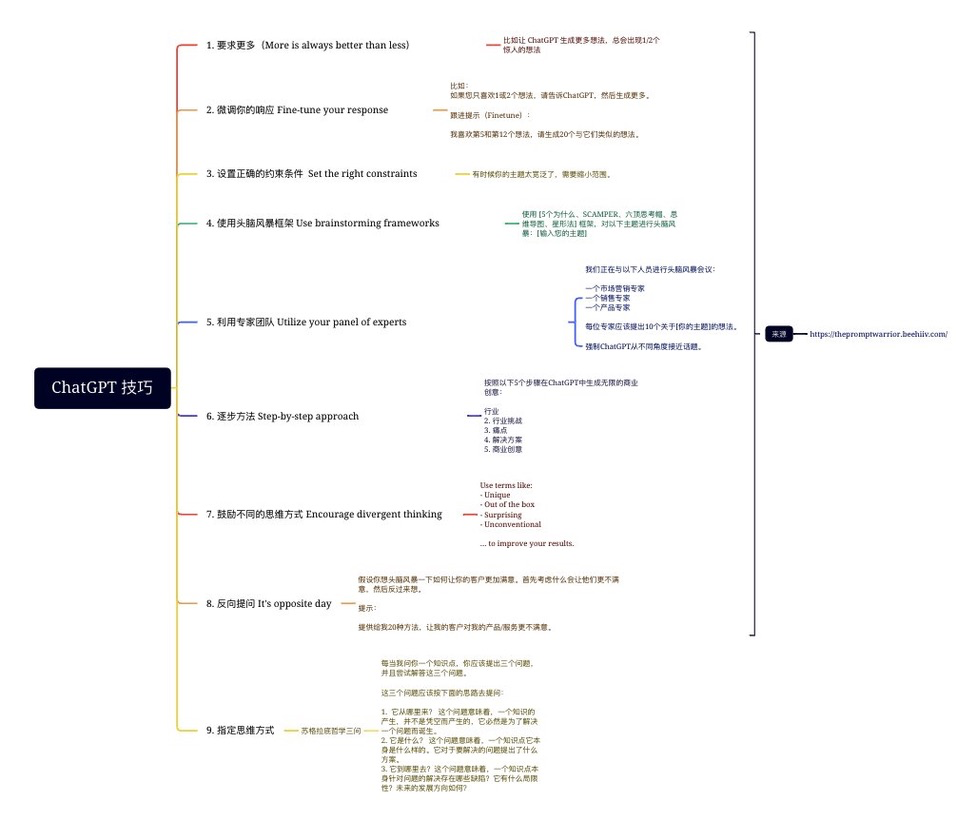 ChatGPT 技巧
1. 要求更多（More is always better than less）
比如让 ChatGPT 生成更多想法，总会出现1/2个
惊人的想法
2. 微调你的响应 Fine-tune your response
比如：
如果您只喜欢1或2个想法，请告诉ChatGPT，然后生成更多。
跟进提示（Finetune）：
我喜欢第5和第12个想法，请生成20个与它们类似的想法。
3. 设置正确的约束条件 Set the right constraints
有时候你的主题太宽泛了，需要缩小范围。
4. 使用头脑风暴框架 Use brainstorming frameworks
使用 [5个为什么、SCAMPER、六顶思考帽、思
维导图、星形法] 框架，对以下主题进行头脑风
暴：[输入您的主题]
5. 利用专家团队 Utilize your panel of experts
我们正在与以下人员进行头脑风暴会议：
一个市场营销专家
一个销售专家
一个产品专家
每位专家应该提出10个关于[你的主题]的想法。
强制ChatGPT从不同角度接近话题。
6. 逐步方法 Step-by-step approach
按照以下5个步骤在ChatGPT中生成无限的商业
创意：
行业
2. 行业挑战
3. 痛点
4. 解决方案
5. 商业创意
7. 鼓励不同的思维方式 Encourage divergent thinking
Use terms like:
- Unique
- Out of the box
- Surprising
- Unconventional
... to improve your results.
8. 反向提问 It's opposite day
假设你想头脑风暴一下如何让你的客户更加满意。首先考虑什么会让他们更不满
意，然后反过来想。
提示：
提供给我20种方法，让我的客户对我的产品/服务更不满意。
来源
https://thepromptwarrior.beehiiv.com/
9. 指定思维方式
苏格拉底哲学三问
每当我问你一个知识点，你应该提出三个问题，
并且尝试解答这三个问题。
这三个问题应该按下面的思路去提问：
1. 它从哪里来？ 这个问题意味着，一个知识的
产生，并不是凭空而产生的，它必然是为了解决
一个问题而诞生。
2. 它是什么？ 这个问题意味着，一个知识点它本
身是什么样的。它对于要解决的问题提出了什么
方案。
3. 它到哪里去？这个问题意味着，一个知识点本
身针对问题的解决存在哪些缺陷？它有什么局限
性？未来的发展方向如何？